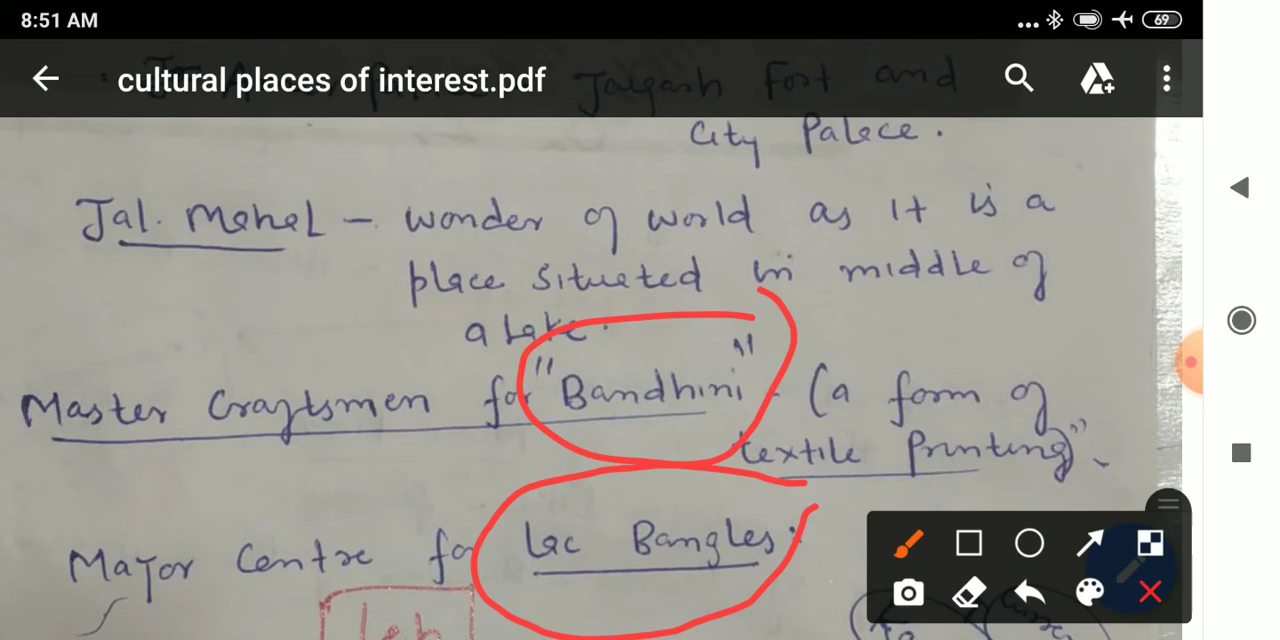 8:51 AM
69
cultural places of interest.pdf
Jaigarh Fort and
City Palace.
Jal. Mahal - wonder of world as it is a
place situated in middle of
a lake.
Master Craftsmen for "Bandhini" - (a form of
textile Printing)".
Major Centre for Lac Bangles:
Leh